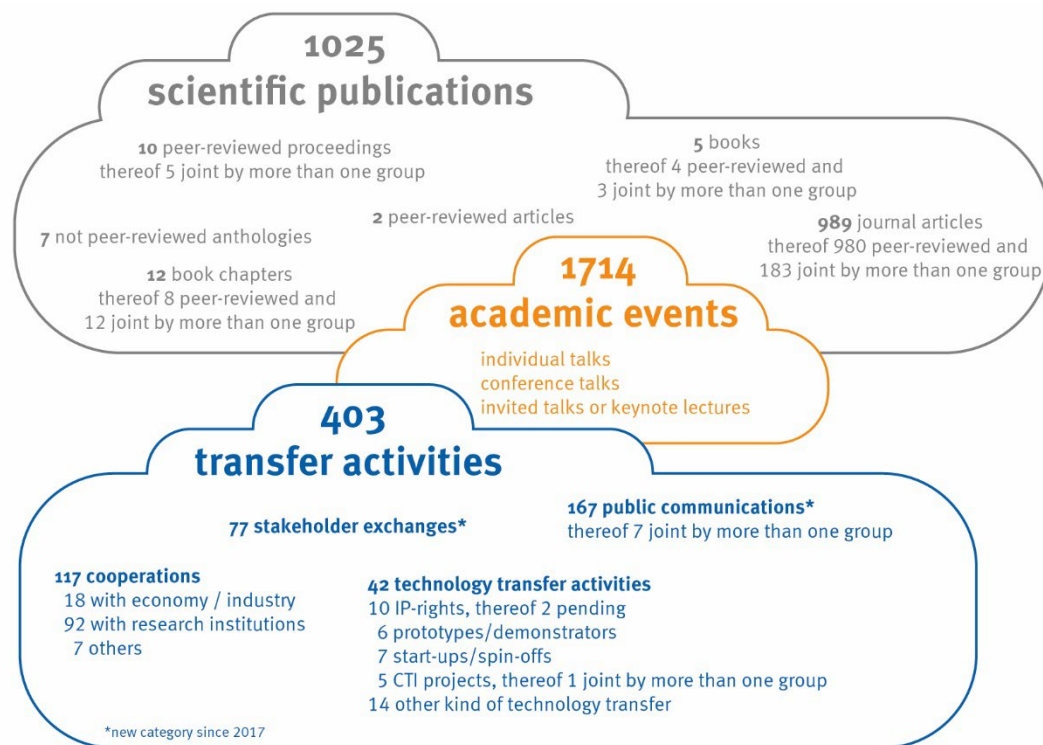 1025
scientific publications
10 peer-reviewed proceedings
thereof 5 joint by more than one group
5 books
thereof 4 peer-reviewed and
3 joint by more than one group
2 peer-reviewed articles
7 not peer-reviewed anthologies
989 journal articles
thereof 980 peer-reviewed and
183 joint by more than one group
12 book chapters
thereof 8 peer-reviewed and
12 joint by more than one group
1714
academic events
individual talks
conference talks
invited talks or keynote lectures
403
transfer activities
77 stakeholder exchanges*
167 public communications*
thereof 7 joint by more than one group
117 cooperations
18 with economy / industry
92 with research institutions
7 others
42 technology transfer activities
10 IP-rights, thereof 2 pending
6 prototypes/demonstrators
7 start-ups/spin-offs
5 CTI projects, thereof 1 joint by more than one group
14 other kind of technology transfer
*new category since 2017